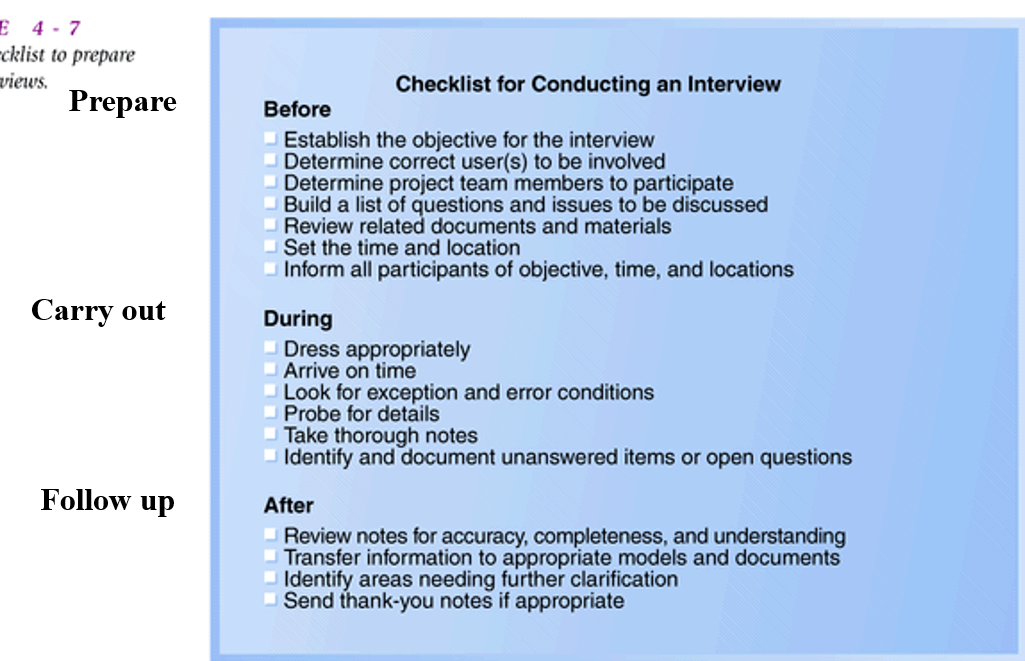 E 4 - 7
cklist to prepare
views.
Prepare
Checklist for Conducting an Interview
Before
Establish the objective for the interview
Determine correct user(s) to be involved
Determine project team members to participate
Build a list of questions and issues to be discussed
Review related documents and materials
Set the time and location
Inform all participants of objective, time, and locations
Carry out
During
Dress appropriately
Arrive on time
Look for exception and error conditions
Probe for details
Take thorough notes
Identify and document unanswered items or open questions
Follow up
After
Review notes for accuracy, completeness, and understanding
Transfer information to appropriate models and documents
Identify areas needing further clarification
Send thank-you notes if appropriate